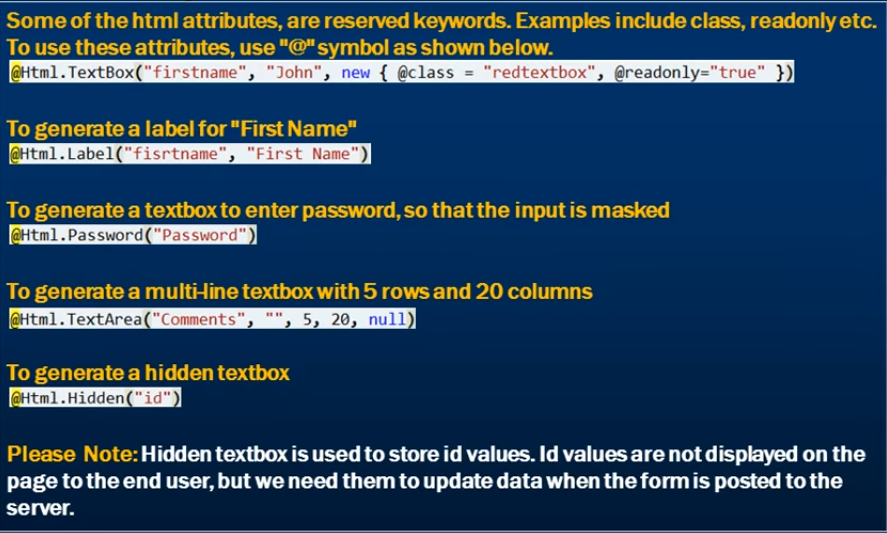 Some of the html attributes, are reserved keywords. Examples include class, readonly etc.
To use these attributes, use "@" symbol as shown below.
@Html.TextBox("firstname", "John", new { @class = "redtextbox", @readonly="true" })
To generate a label for "First Name"
@Html.Label("fisrtname", "First Name")
To generate a textbox to enter password, so that the input is masked
@Html.Password("Password")
To generate a multi-line textbox with 5 rows and 20 columns
@Html.TextArea("Comments", "", 5, 20, null)
To generate a hidden textbox
@Html.Hidden("id")
Please Note: Hidden textbox is used to store id values. Id values are not displayed on the
page to the end user, but we need them to update data when the form is posted to the
server.